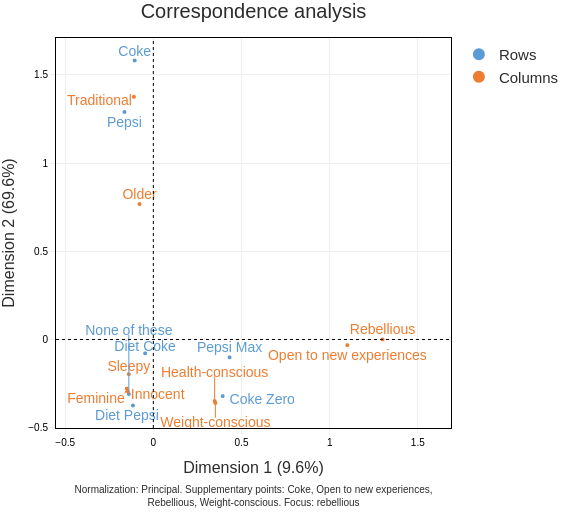 Correspondence analysis
Rows
Columns
Coke
Traditional
Pepsi
Older
None of these
Diet Coke
Pepsi Max
Rebellious
Open to new experiences
Sleepy
Health-conscious
Feminine
Innocent
Coke Zero
Diet Pepsi
Weight-conscious
1.5
1
0.5
0
−0.5
−0.5
0
0.5
1
1.5
Dimension 2 (69.6%)
Dimension 1 (9.6%)
Normalization: Principal. Supplementary points: Coke, Open to new experiences,
Rebellious, Weight-conscious. Focus: rebellious